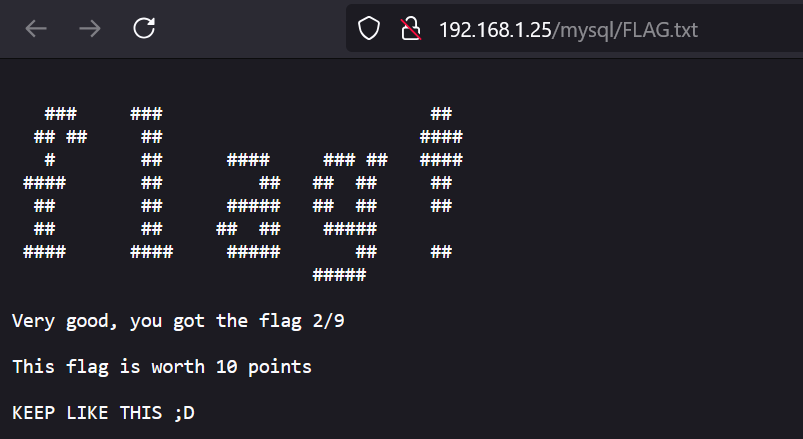 192.168.1.25/mysql/FLAG.txt
flag!
Very good, you got the flag 2/9
This flag is worth 10 points
KEEP LIKE THIS ;D